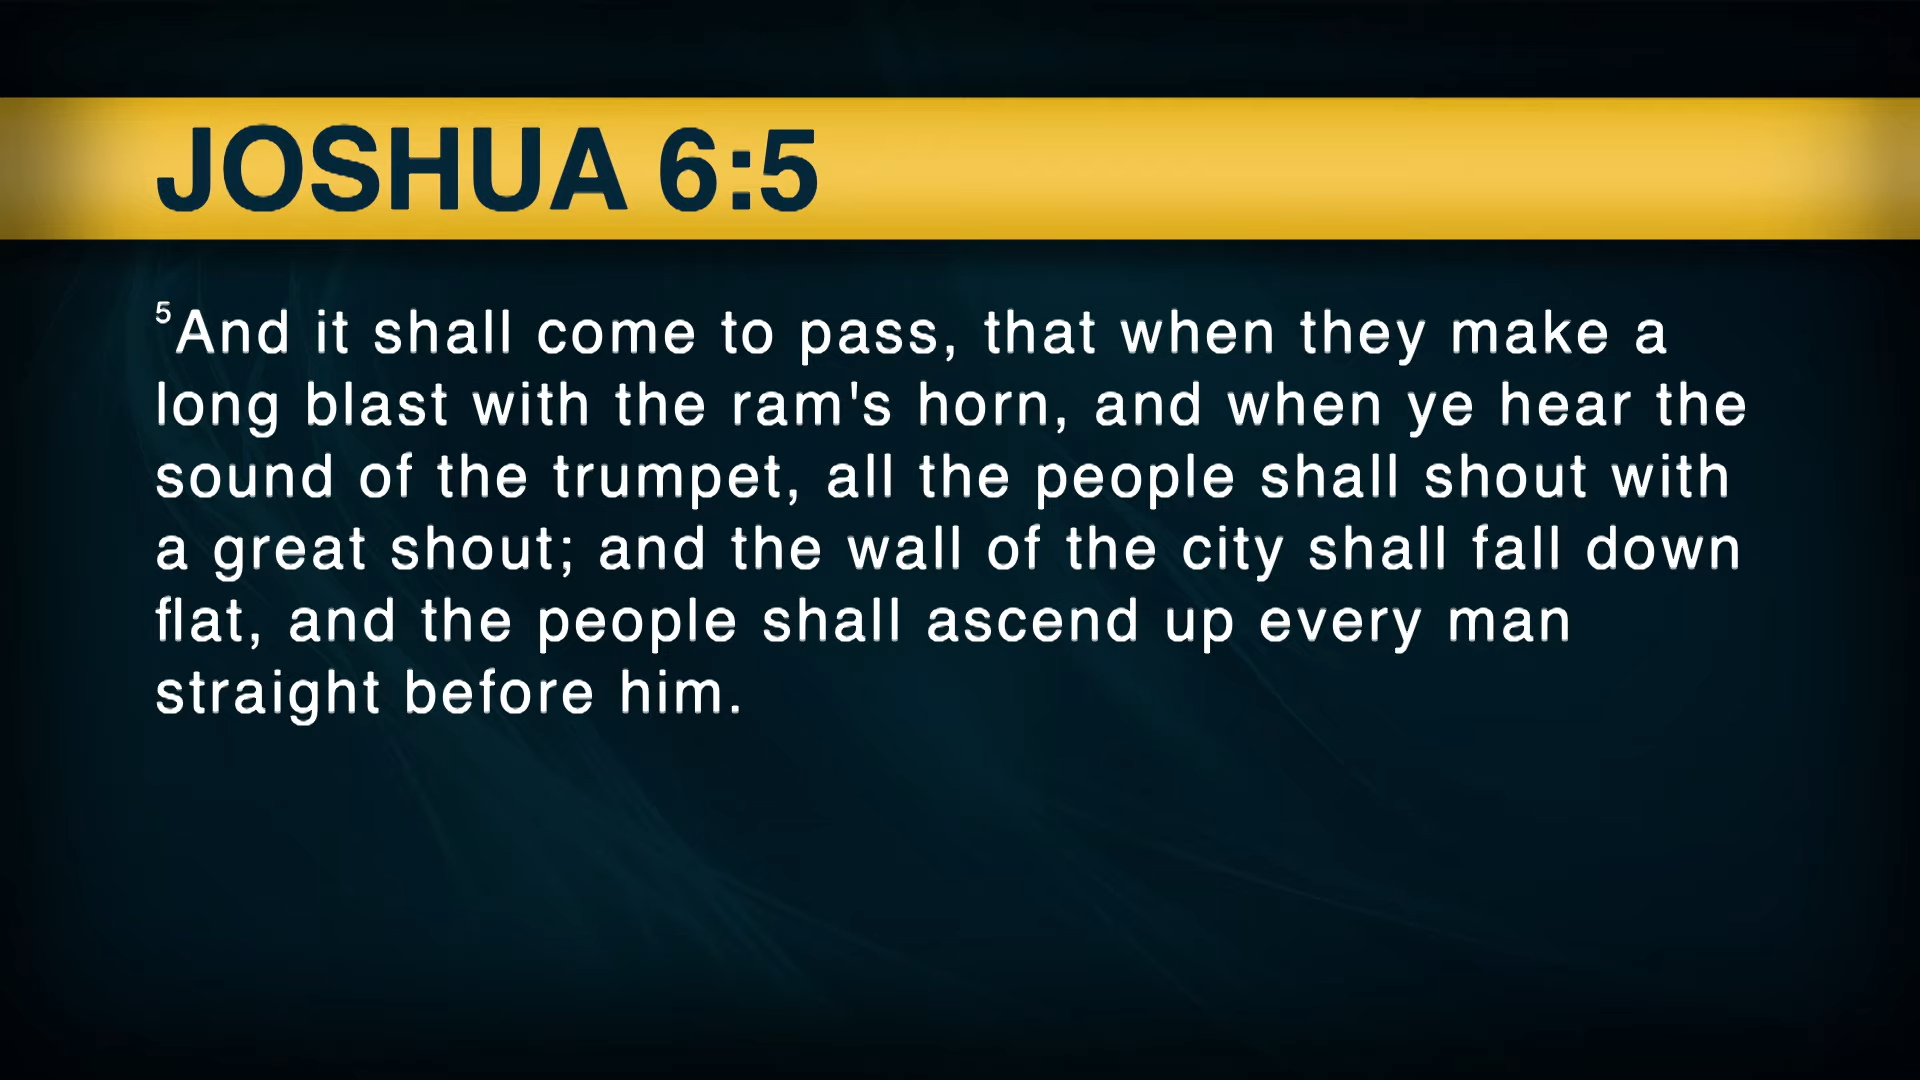 JOSHUA 6:5
⁵And it shall come to pass, that when they make a
long blast with the ram's horn, and when ye hear the
sound of the trumpet, all the people shall shout with
a great shout; and the wall of the city shall fall down
flat, and the people shall ascend up every man
straight before him.